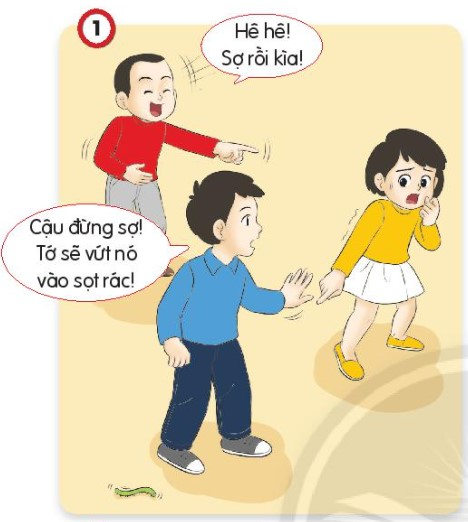 1
Hê hê!
Sợ rồi kìa!
Cậu đừng sợ!
Tớ sẽ vứt nó
vào sọt rác!